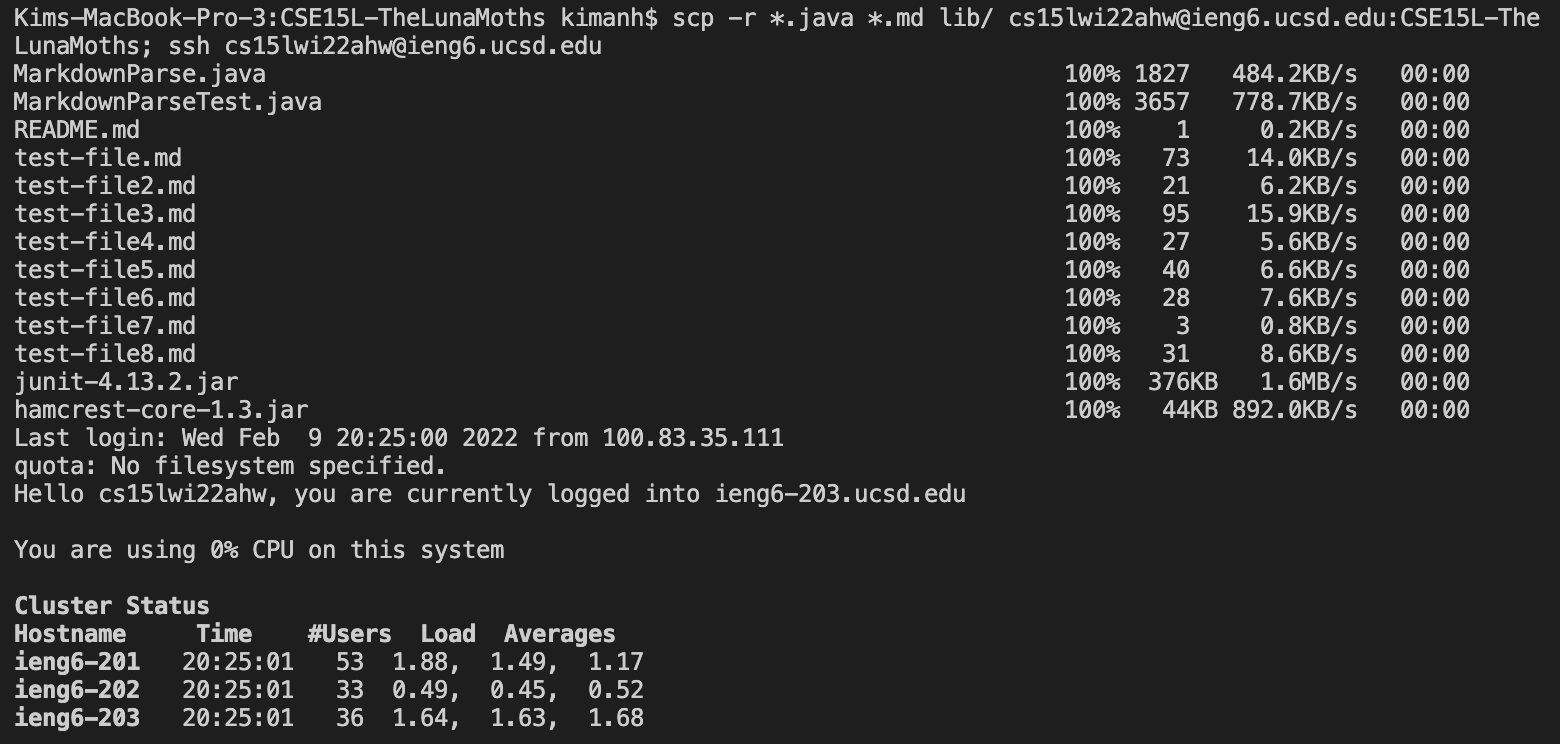 Kims-MacBook-Pro-3:CSE15L-TheLunaMoths kimanh$ scp -r *.java *.md lib/ cs15lwi22ahw@ieng6.ucsd.edu:CSE15L-The
LunaMoths; ssh cs15lwi22ahw@ieng6.ucsd.edu
MarkdownParse.java 100% 1827 484.2KB/s 00:00
MarkdownParseTest.java 100% 3657 778.7KB/s 00:00
README.md 100% 1 0.2KB/s 00:00
test-file.md 100% 73 14.0KB/s 00:00
test-file2.md 100% 21 6.2KB/s 00:00
test-file3.md 100% 95 15.9KB/s 00:00
test-file4.md 100% 27 5.6KB/s 00:00
test-file5.md 100% 40 6.6KB/s 00:00
test-file6.md 100% 28 7.6KB/s 00:00
test-file7.md 100% 3 0.8KB/s 00:00
test-file8.md 100% 31 8.6KB/s 00:00
junit-4.13.2.jar 100% 376KB 1.6MB/s 00:00
hamcrest-core-1.3.jar 100% 44KB 892.0KB/s 00:00
Last login: Wed Feb  9 20:25:00 2022 from 100.83.35.111
quota: No filesystem specified.
Hello cs15lwi22ahw, you are currently logged into ieng6-203.ucsd.edu
You are using 0% CPU on this system
Cluster Status
Hostname Time #Users Load Averages
ieng6-201 20:25:01 53 1.88, 1.49, 1.17
ieng6-202 20:25:01 33 0.49, 0.45, 0.52
ieng6-203 20:25:01 36 1.64, 1.63, 1.68